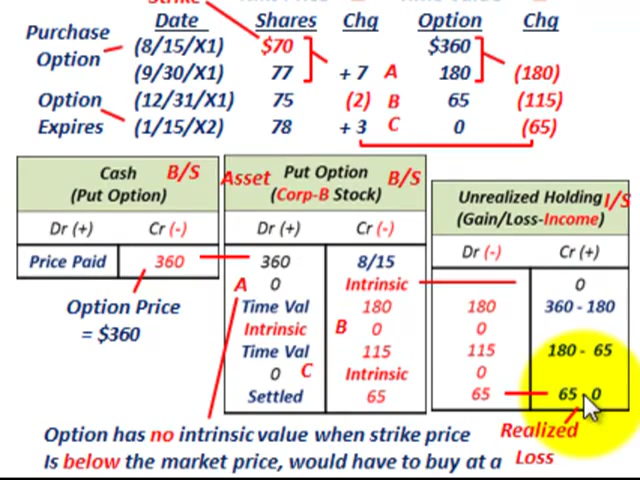 Strike
Date Shares Chq Option Chq
Purchase Option
(8/15/X1) $70 $360
(9/30/X1) 77 + 7 A 180 (180)
Option Expires
(12/31/X1) 75 (2) B 65 (115)
(1/15/X2) 78 + 3 C 0 (65)
Cash B/S
(Put Option)
Dr (+) Cr (-)
Price Paid 360
Option Price
= $360
Asset Put Option B/S
(Corp-B Stock)
Dr (+) Cr (-)
360 8/15
A 0 Intrinsic
Time Val 180
Intrinsic B 0
Time Val 115
0 C Intrinsic
Settled 65
Unrealized Holding I/S
(Gain/Loss-Income)
Dr (-) Cr (+)
0
180 360 - 180
0
115 180 - 65
0
65 65 0
Realized
Loss
Option has no intrinsic value when strike price
Is below the market price, would have to buy at a